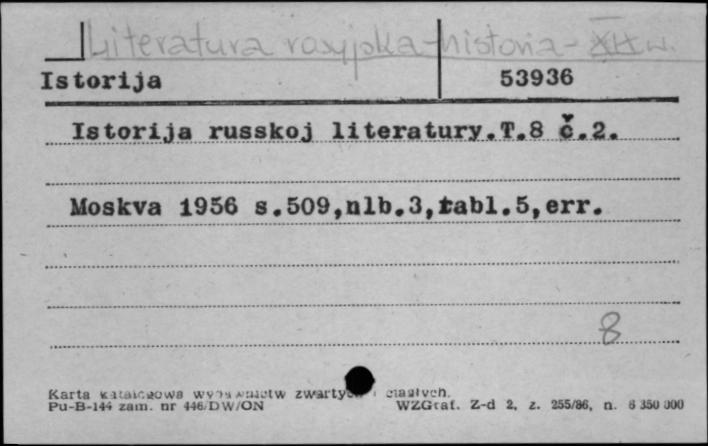 Literatura rosyjska-historia- XIX w.
Istorija 53936
Istorija russkoj literatury.T.8 č.2.
Moskva 1956 s.509,nlb.3,tabl.5,err.
8
Karta katalogowa wydawnictw zwartych i ciągłych.
Pu-B-144 zam. nr 446/DW/ON WZGraf. Z-d 2, z. 255/86, n. 6 350 000